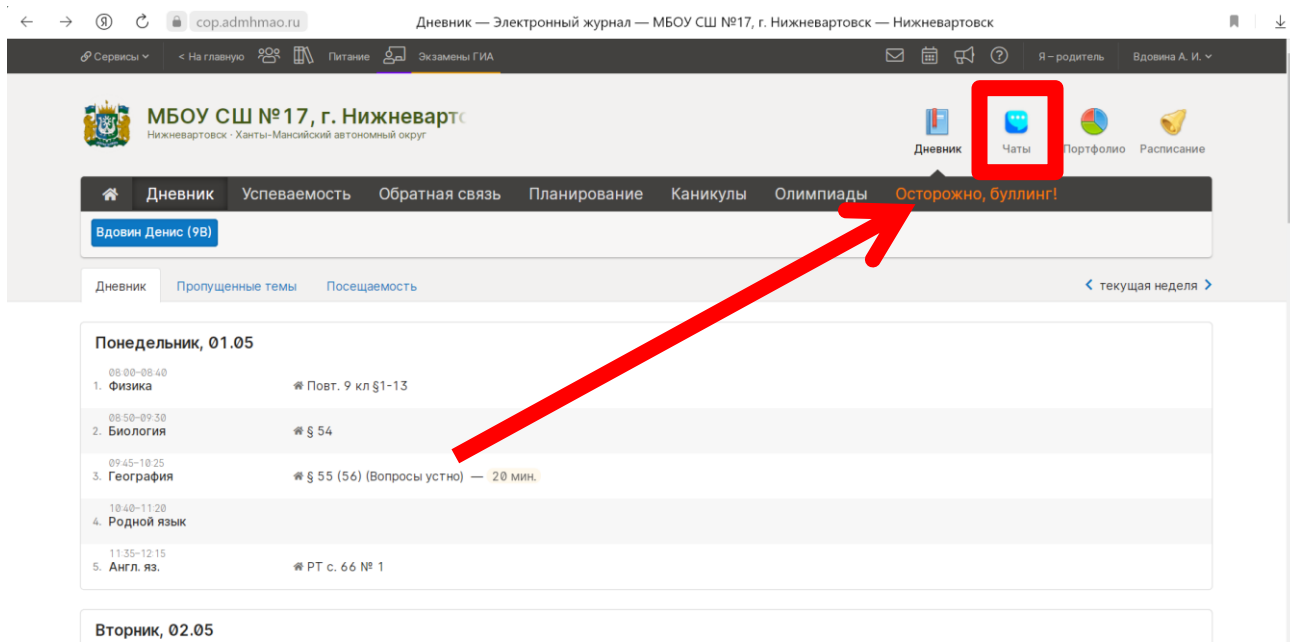 cop.admhmao.ru
Дневник — Электронный журнал — МБОУ СШ №17, г. Нижневартовск — Нижневартовск
Сервисы
< На главную
Питание
Экзамены ГИА
Я – родитель
Вдовина А. И.
МБОУ СШ №17, г. Нижневартс
Нижневартовск · Ханты-Мансийский автономный округ
Дневник
Чаты
Портфолио
Расписание
Дневник
Успеваемость
Обратная связь
Планирование
Каникулы
Олимпиады
Осторожно, буллинг!
Вдовин Денис (9В)
Дневник
Пропущенные темы
Посещаемость
текущая неделя
Понедельник, 01.05
08:00–08:40
1. Физика
Повт. 9 кл §1-13
08:50–09:30
2. Биология
§ 54
09:45–10:25
3. География
§ 55 (56) (Вопросы устно) — 20 мин.
10:40–11:20
4. Родной язык
11:35–12:15
5. Англ. яз.
РТ с. 66 № 1
Вторник, 02.05